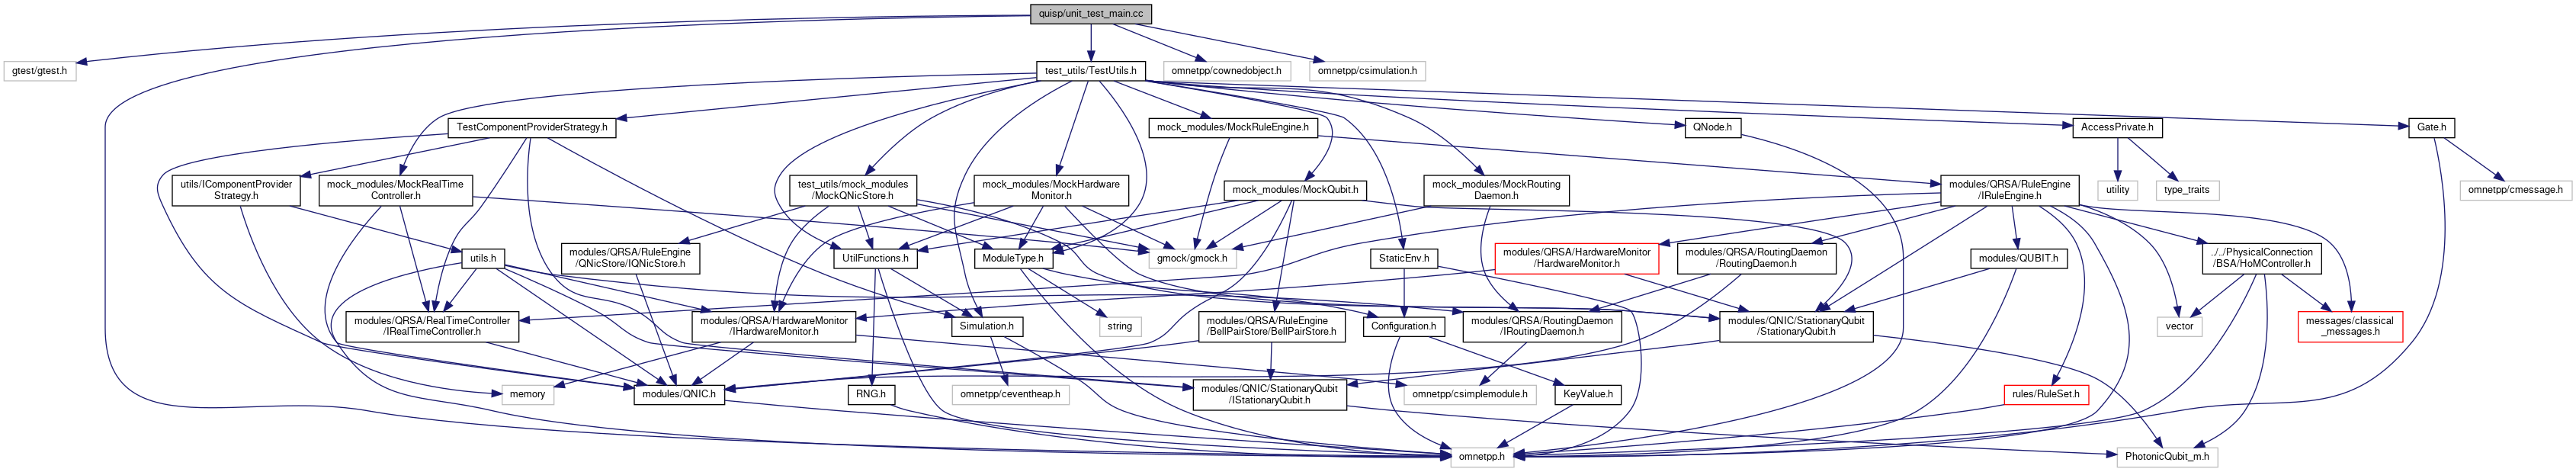 quisp/unit_test_main.cc
gtest/gtest.h
test_utils/TestUtils.h
omnetpp/cownedobject.h
omnetpp/csimulation.h
TestComponentProviderStrategy.h
mock_modules/MockRuleEngine.h
QNode.h
AccessPrivate.h
Gate.h
utils/IComponentProvider
Strategy.h
mock_modules/MockRealTime
Controller.h
test_utils/mock_modules
/MockQNicStore.h
mock_modules/MockHardware
Monitor.h
mock_modules/MockQubit.h
mock_modules/MockRouting
Daemon.h
modules/QRSA/RuleEngine
/IRuleEngine.h
utility
type_traits
omnetpp/cmessage.h
utils.h
modules/QRSA/RuleEngine
/QNicStore/IQNicStore.h
UtilFunctions.h
ModuleType.h
gmock/gmock.h
StaticEnv.h
modules/QRSA/HardwareMonitor
/HardwareMonitor.h
modules/QRSA/RoutingDaemon
/RoutingDaemon.h
modules/QUBIT.h
../../PhysicalConnection
/BSA/HoMController.h
modules/QRSA/RealTimeController
/IRealTimeController.h
modules/QRSA/HardwareMonitor
/IHardwareMonitor.h
Simulation.h
string
modules/QRSA/RuleEngine
/BellPairStore/BellPairStore.h
Configuration.h
modules/QRSA/RoutingDaemon
/IRoutingDaemon.h
modules/QNIC/StationaryQubit
/StationaryQubit.h
vector
messages/classical
_messages.h
memory
modules/QNIC.h
RNG.h
omnetpp/ceventheap.h
modules/QNIC/StationaryQubit
/IStationaryQubit.h
omnetpp/csimplemodule.h
KeyValue.h
rules/RuleSet.h
omnetpp.h
PhotonicQubit_m.h